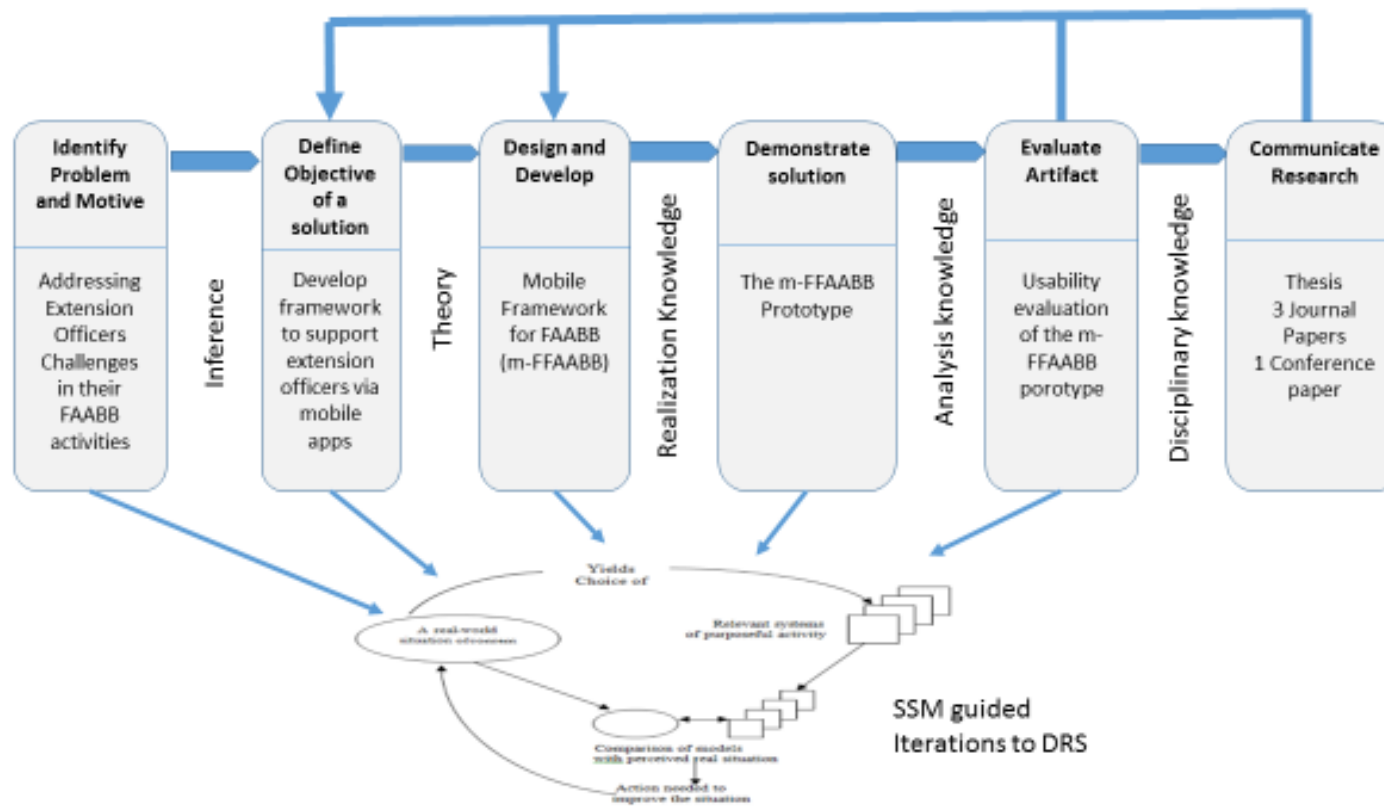 Identify
Problem
and Motive
Addressing
Extension
Officers
Challenges
in their
FAABB
activities
Inference
Define
Objective
of a
solution
Develop
framework
to support
extension
officers via
mobile
apps
Theory
Design and
Develop
Mobile
Framework
for FAABB
(m-FFAABB)
Realization Knowledge
Demonstrate
solution
The m-FFAABB
Prototype
Analysis knowledge
Evaluate
Artifact
Usability
evaluation
of the m-
FFAABB
porotype
Disciplinary knowledge
Communicate
Research
Thesis
3 Journal
Papers
1 Conference
paper
Yields
Choice of
A real-world
situation
Relevant systems
of purposeful activity
Comparison of models
with perceived real situation
Action needed to
improve the situation
SSM guided
Iterations to DRS